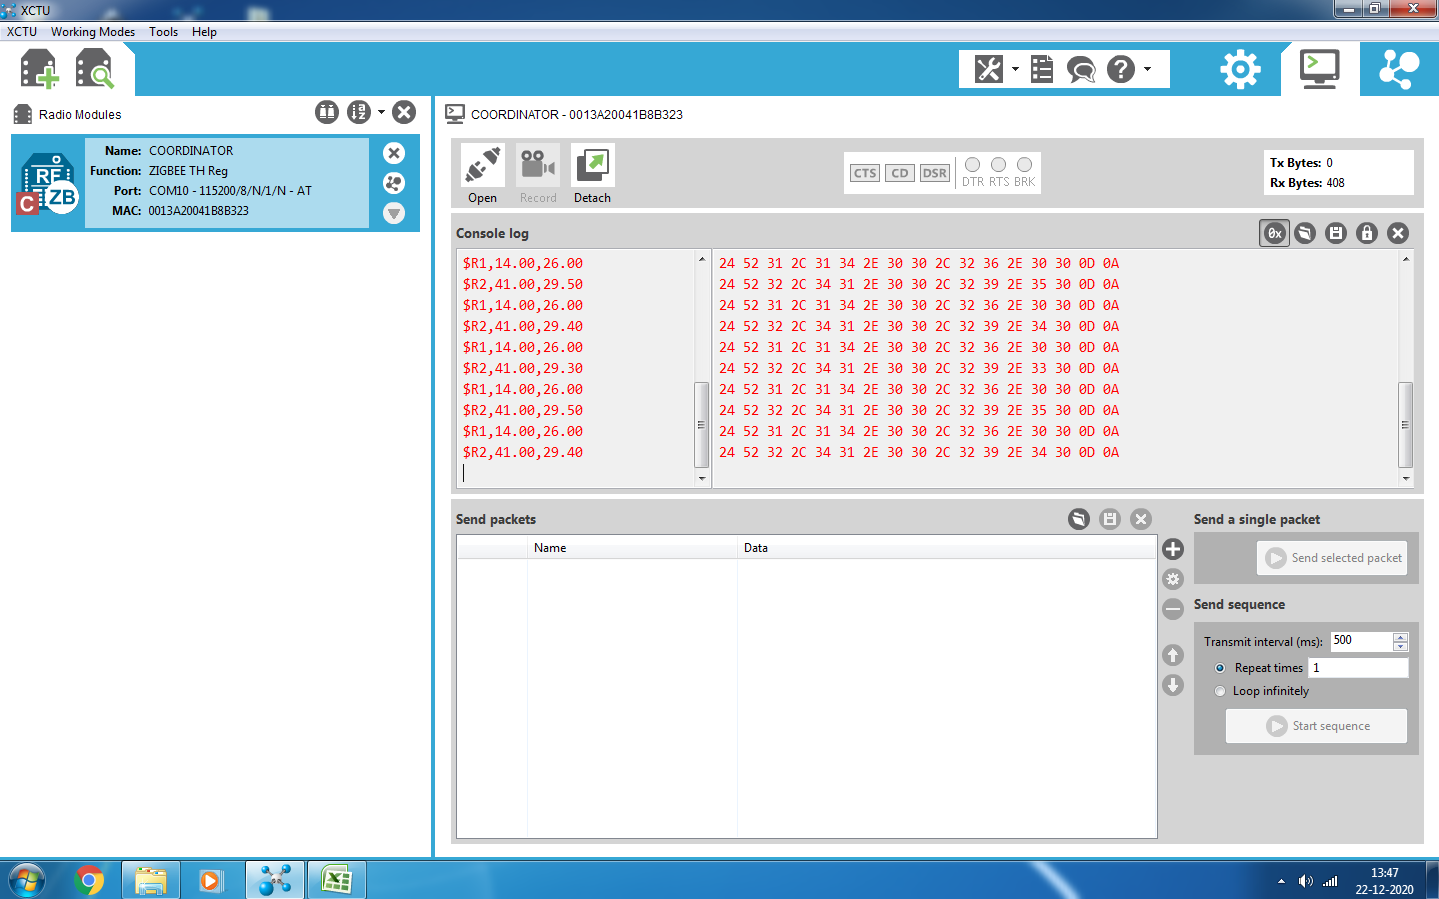 XCTU
XCTU Working Modes Tools Help
Radio Modules
Name: COORDINATOR
Function: ZIGBEE TH Reg
Port: COM10 - 115200/8/N/1/N - AT
MAC: 0013A20041B8B323
RF
ZB
C
COORDINATOR - 0013A20041B8B323
Open Record Detach
CTS CD DSR DTR RTS BRK
Tx Bytes: 0
Rx Bytes: 408
Console log
0x
$R1,14.00,26.00 24 52 31 2C 31 34 2E 30 30 2C 32 36 2E 30 30 0D 0A
$R2,41.00,29.50 24 52 32 2C 34 31 2E 30 30 2C 32 39 2E 35 30 0D 0A
$R1,14.00,26.00 24 52 31 2C 31 34 2E 30 30 2C 32 36 2E 30 30 0D 0A
$R2,41.00,29.40 24 52 32 2C 34 31 2E 30 30 2C 32 39 2E 34 30 0D 0A
$R1,14.00,26.00 24 52 31 2C 31 34 2E 30 30 2C 32 36 2E 30 30 0D 0A
$R2,41.00,29.30 24 52 32 2C 34 31 2E 30 30 2C 32 39 2E 33 30 0D 0A
$R1,14.00,26.00 24 52 31 2C 31 34 2E 30 30 2C 32 36 2E 30 30 0D 0A
$R2,41.00,29.50 24 52 32 2C 34 31 2E 30 30 2C 32 39 2E 35 30 0D 0A
$R1,14.00,26.00 24 52 31 2C 31 34 2E 30 30 2C 32 36 2E 30 30 0D 0A
$R2,41.00,29.40 24 52 32 2C 34 31 2E 30 30 2C 32 39 2E 34 30 0D 0A
Send packets
Name Data
Send a single packet
Send selected packet
Send sequence
Transmit interval (ms): 500
Repeat times 1
Loop infinitely
Start sequence
13:47
22-12-2020